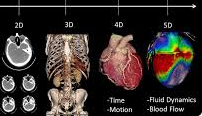 2D
3D
4D
5D
-Time
-Motion
-Fluid Dynamics
-Blood Flow